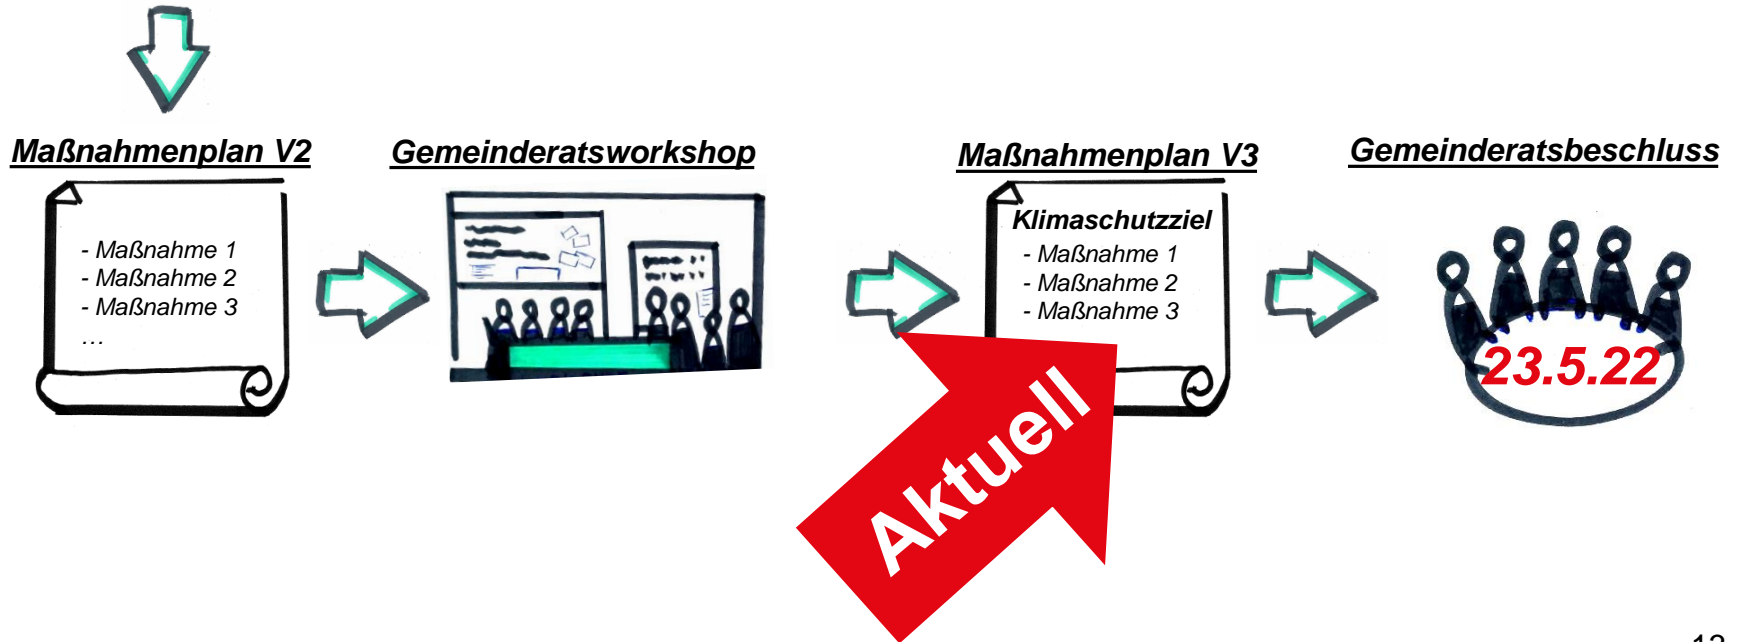 Maßnahmenplan V2
- Maßnahme 1
- Maßnahme 2
- Maßnahme 3
…
Gemeinderatsworkshop
Maßnahmenplan V3
Klimaschutzziel
- Maßnahme 1
- Maßnahme 2
- Maßnahme 3
Aktuell
Gemeinderatsbeschluss
23.5.22